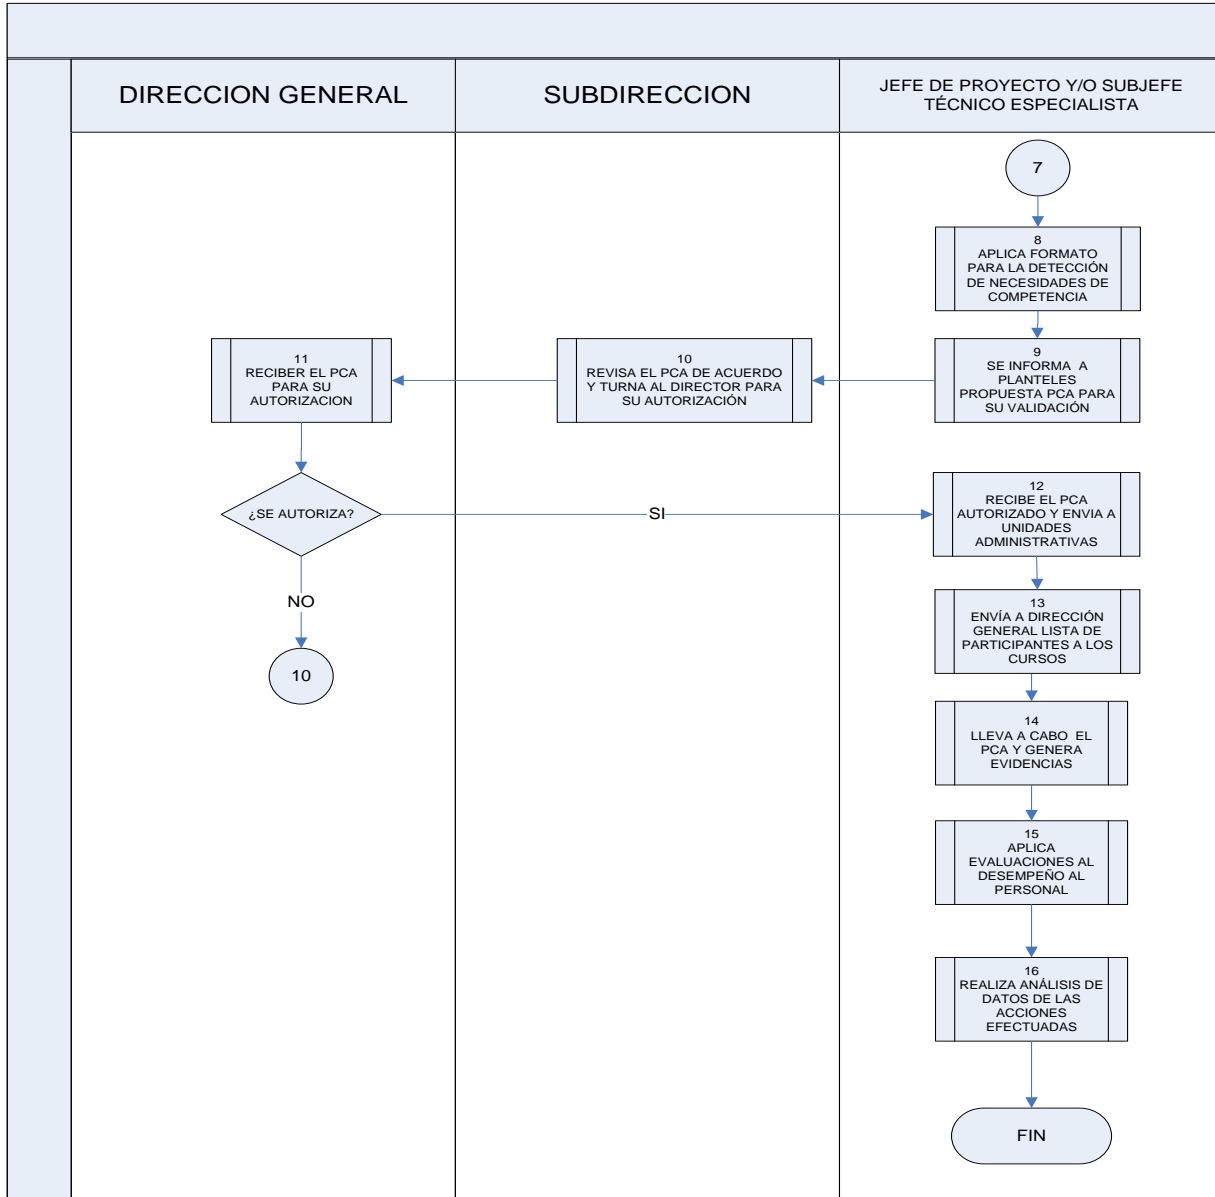 DIRECCION GENERAL
SUBDIRECCION
JEFE DE PROYECTO Y/O SUBJEFE
TÉCNICO ESPECIALISTA
7
8
APLICA FORMATO
PARA LA DETECCIÓN
DE NECESIDADES DE
COMPETENCIA
9
SE INFORMA A
PLANTELES
PROPUESTA PCA PARA
SU VALIDACIÓN
10
REVISA EL PCA DE ACUERDO
Y TURNA AL DIRECTOR PARA
SU AUTORIZACIÓN
11
RECIBER EL PCA
PARA SU
AUTORIZACION
¿SE AUTORIZA?
SI
NO
10
12
RECIBE EL PCA
AUTORIZADO Y ENVIA A
UNIDADES
ADMINISTRATIVAS
13
ENVÍA A DIRECCIÓN
GENERAL LISTA DE
PARTICIPANTES A LOS
CURSOS
14
LLEVA A CABO EL
PCA Y GENERA
EVIDENCIAS
15
APLICA
EVALUACIONES AL
DESEMPEÑO AL
PERSONAL
16
REALIZA ANÁLISIS DE
DATOS DE LAS
ACCIONES
EFECTUADAS
FIN